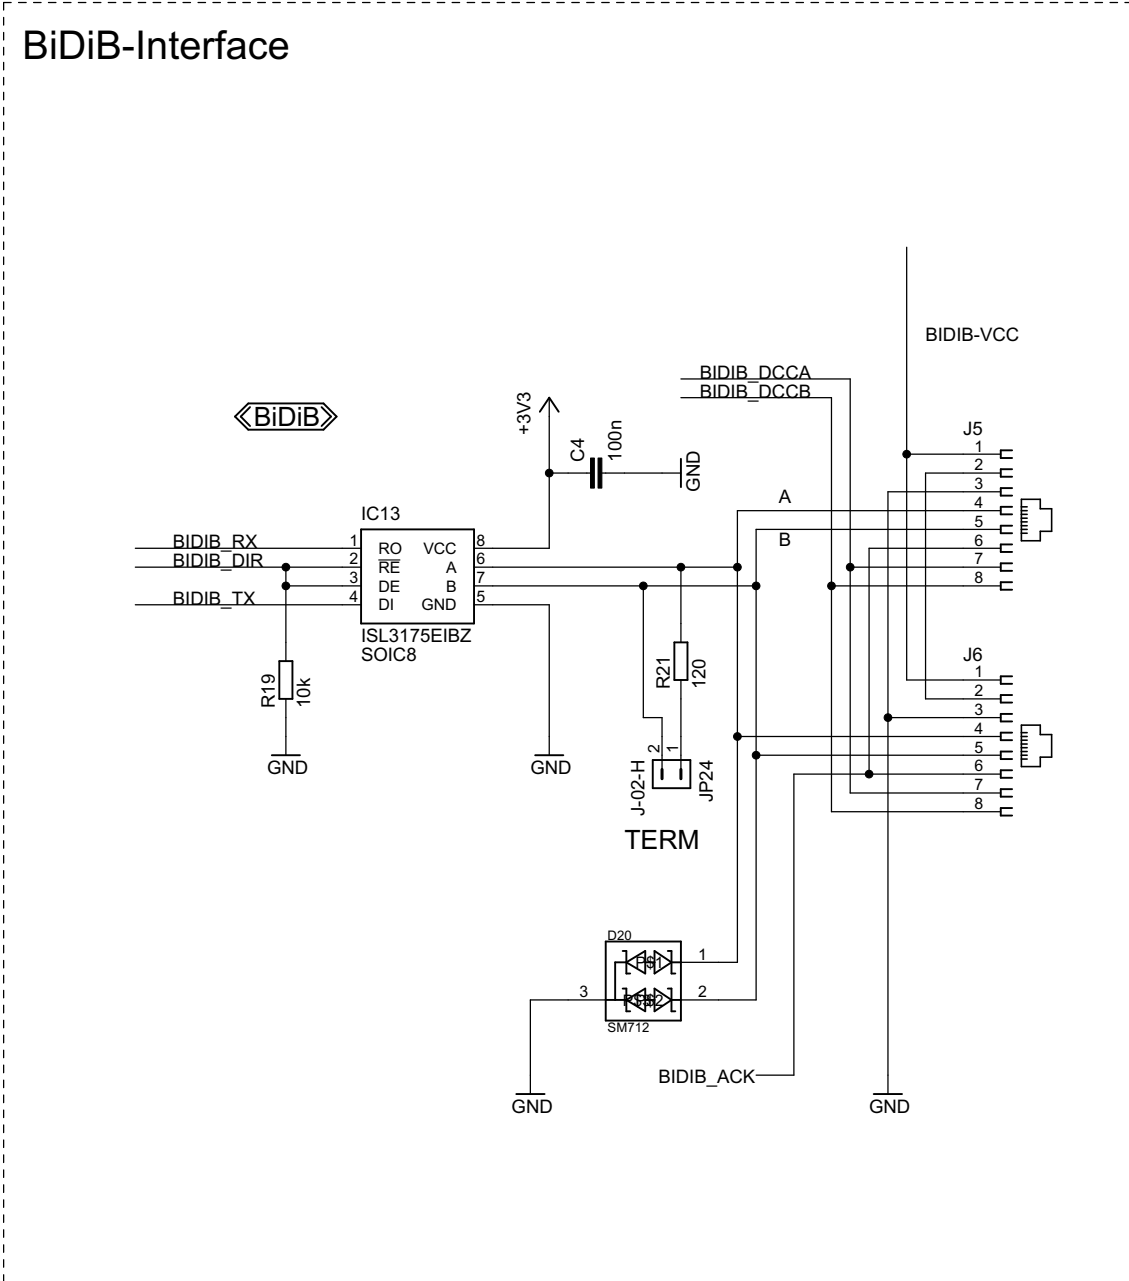 BiDiB-Interface
BIDIB-VCC
BIDIB_DCCA
BIDIB_DCCB
BiDiB
+3V3
C4
100n
GND
J5
1
2
3
4
5
6
7
8
A
B
IC13
BIDIB_RX
BIDIB_DIR
BIDIB_TX
1
2
3
4
RO
RE
DE
DI
VCC
A
B
GND
8
6
7
5
ISL3175EIBZ
SOIC8
R19
10k
GND
GND
R21
120
2
1
J-02-H
JP24
TERM
J6
1
2
3
4
5
6
7
8
D20
P$1
1
2
3
SM712
BIDIB_ACK
GND
GND